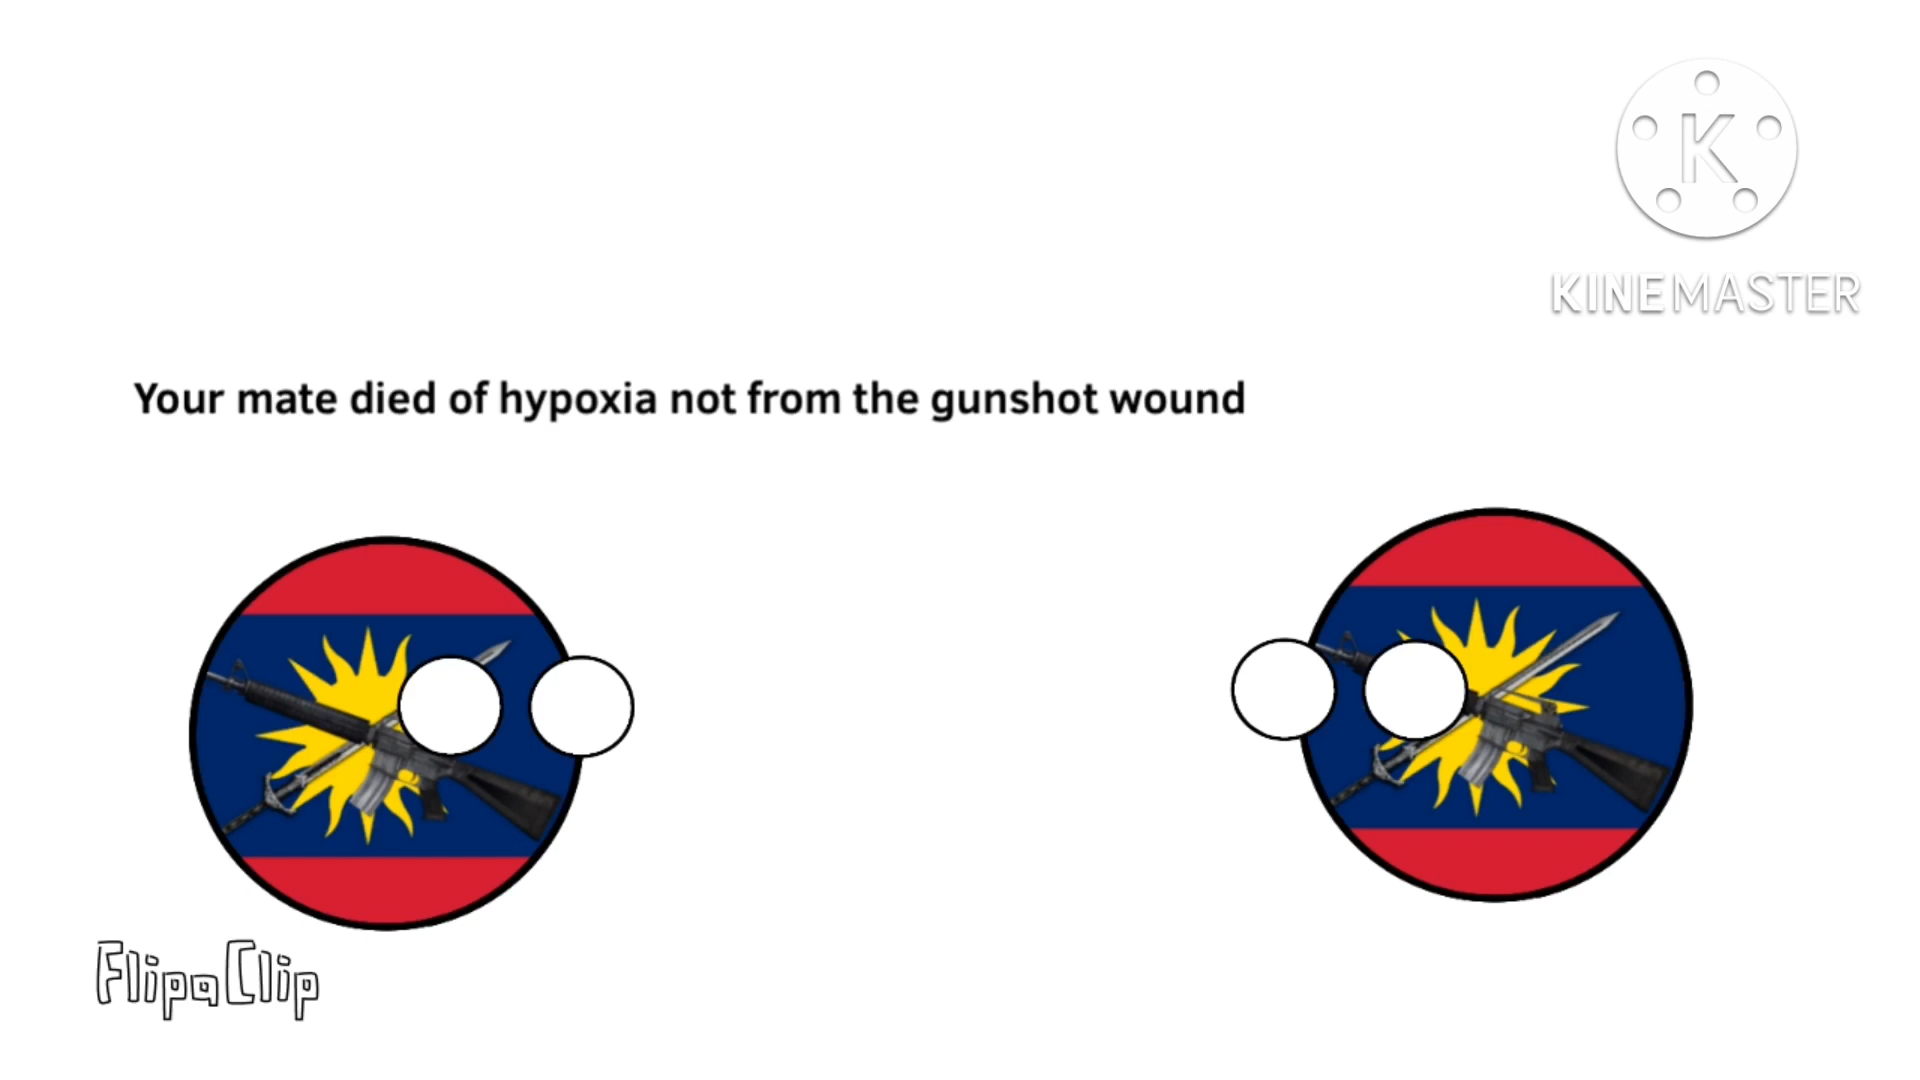 K
KINEMASTER
Your mate died of hypoxia not from the gunshot wound
FlipaClip